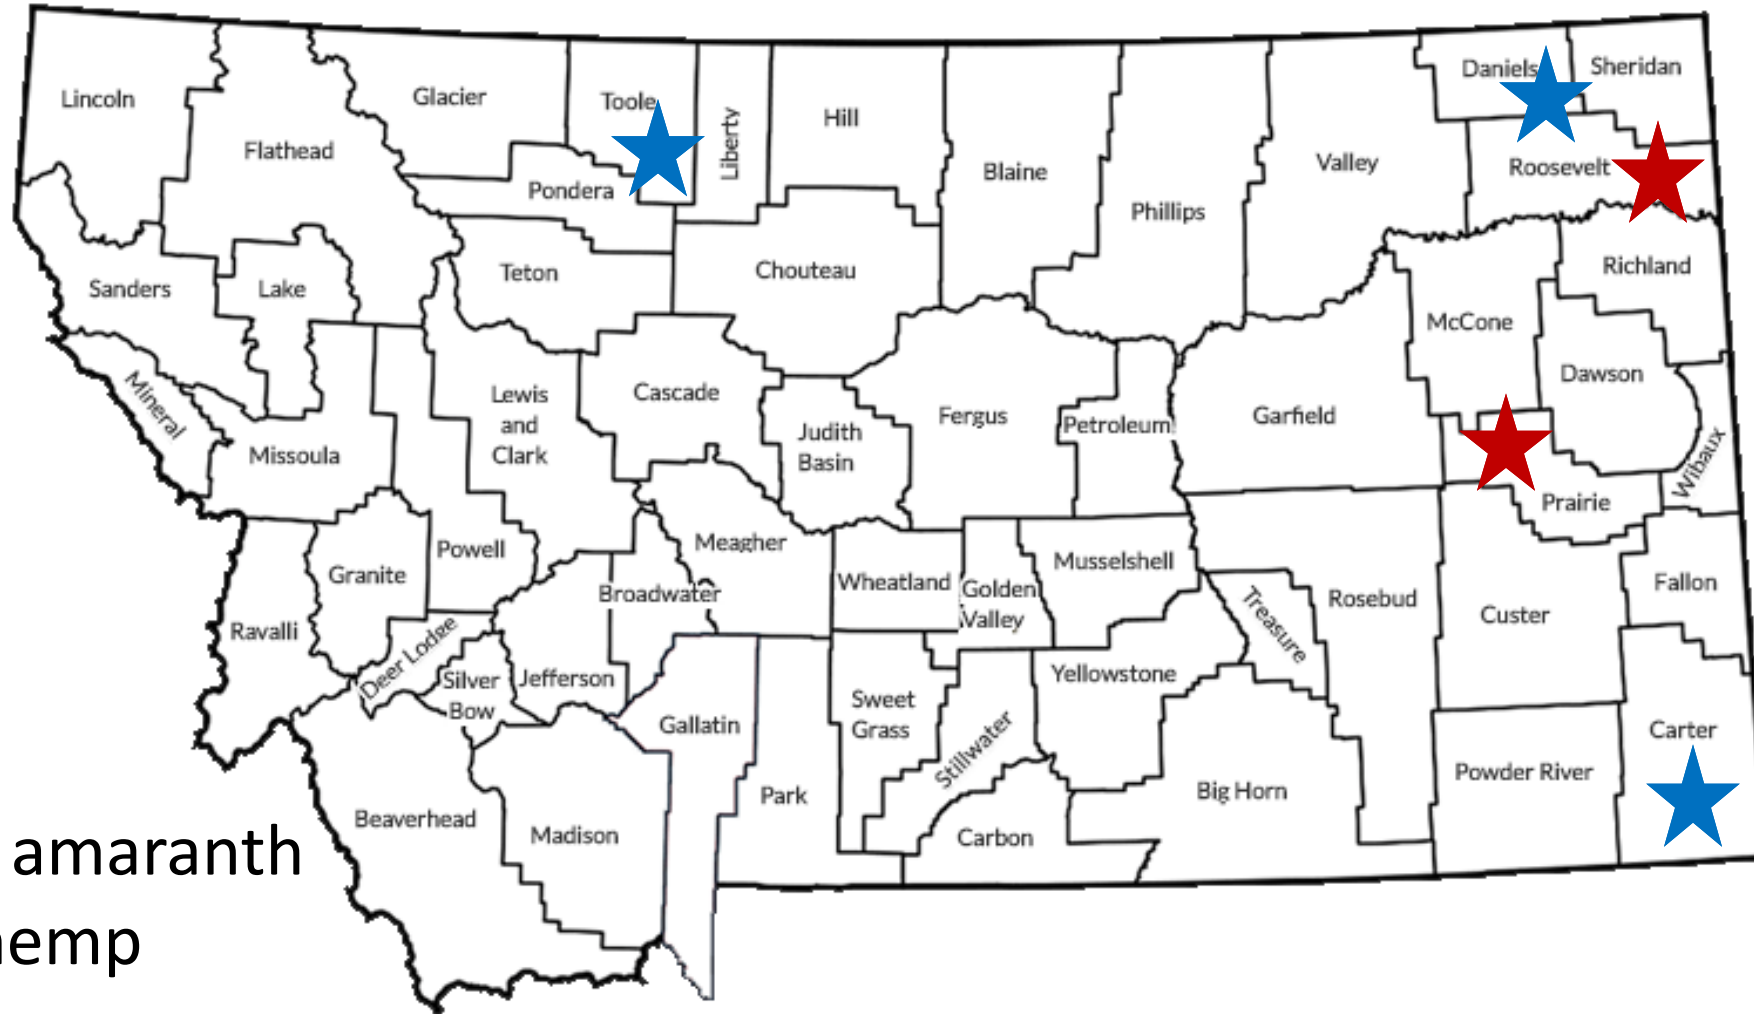 Lincoln
Flathead
Glacier
Toole
Liberty
Hill
Blaine
Phillips
Valley
Daniels
Sheridan
Roosevelt
Pondera
Teton
Chouteau
Sanders
Lake
Richland
McCone
Dawson
Mineral
Missoula
Lewis
and
Clark
Cascade
Judith
Basin
Fergus
Petroleum
Garfield
Prairie
Wibaux
Powell
Granite
Ravalli
Deer Lodge
Silver
Bow
Jefferson
Broadwater
Meagher
Wheatland
Golden
Valley
Musselshell
Treasure
Rosebud
Custer
Fallon
Yellowstone
Sweet
Grass
Stillwater
Gallatin
Park
Carbon
Big Horn
Powder River
Carter
Beaverhead
Madison
amaranth
hemp